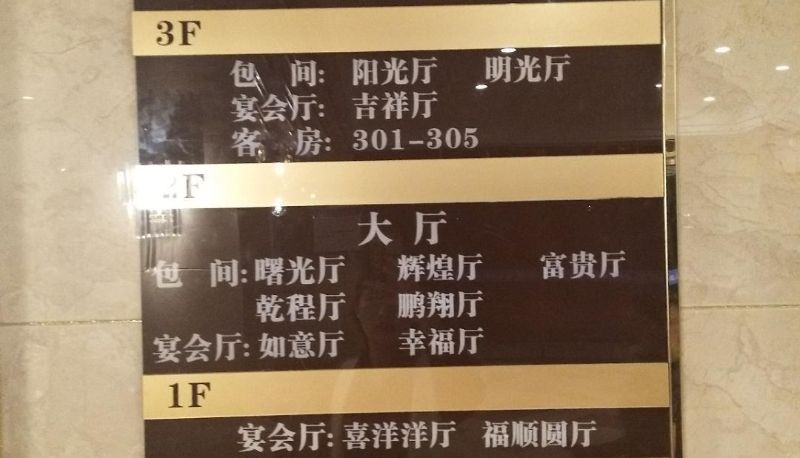 3F
包 间: 阳光厅 明光厅
宴会厅: 吉祥厅
客 房: 301-305
2F
大 厅
包 间: 曙光厅 辉煌厅 富贵厅
乾程厅 鹏翔厅
宴会厅: 如意厅 幸福厅
1F
宴会厅: 喜洋洋厅 福顺圆厅